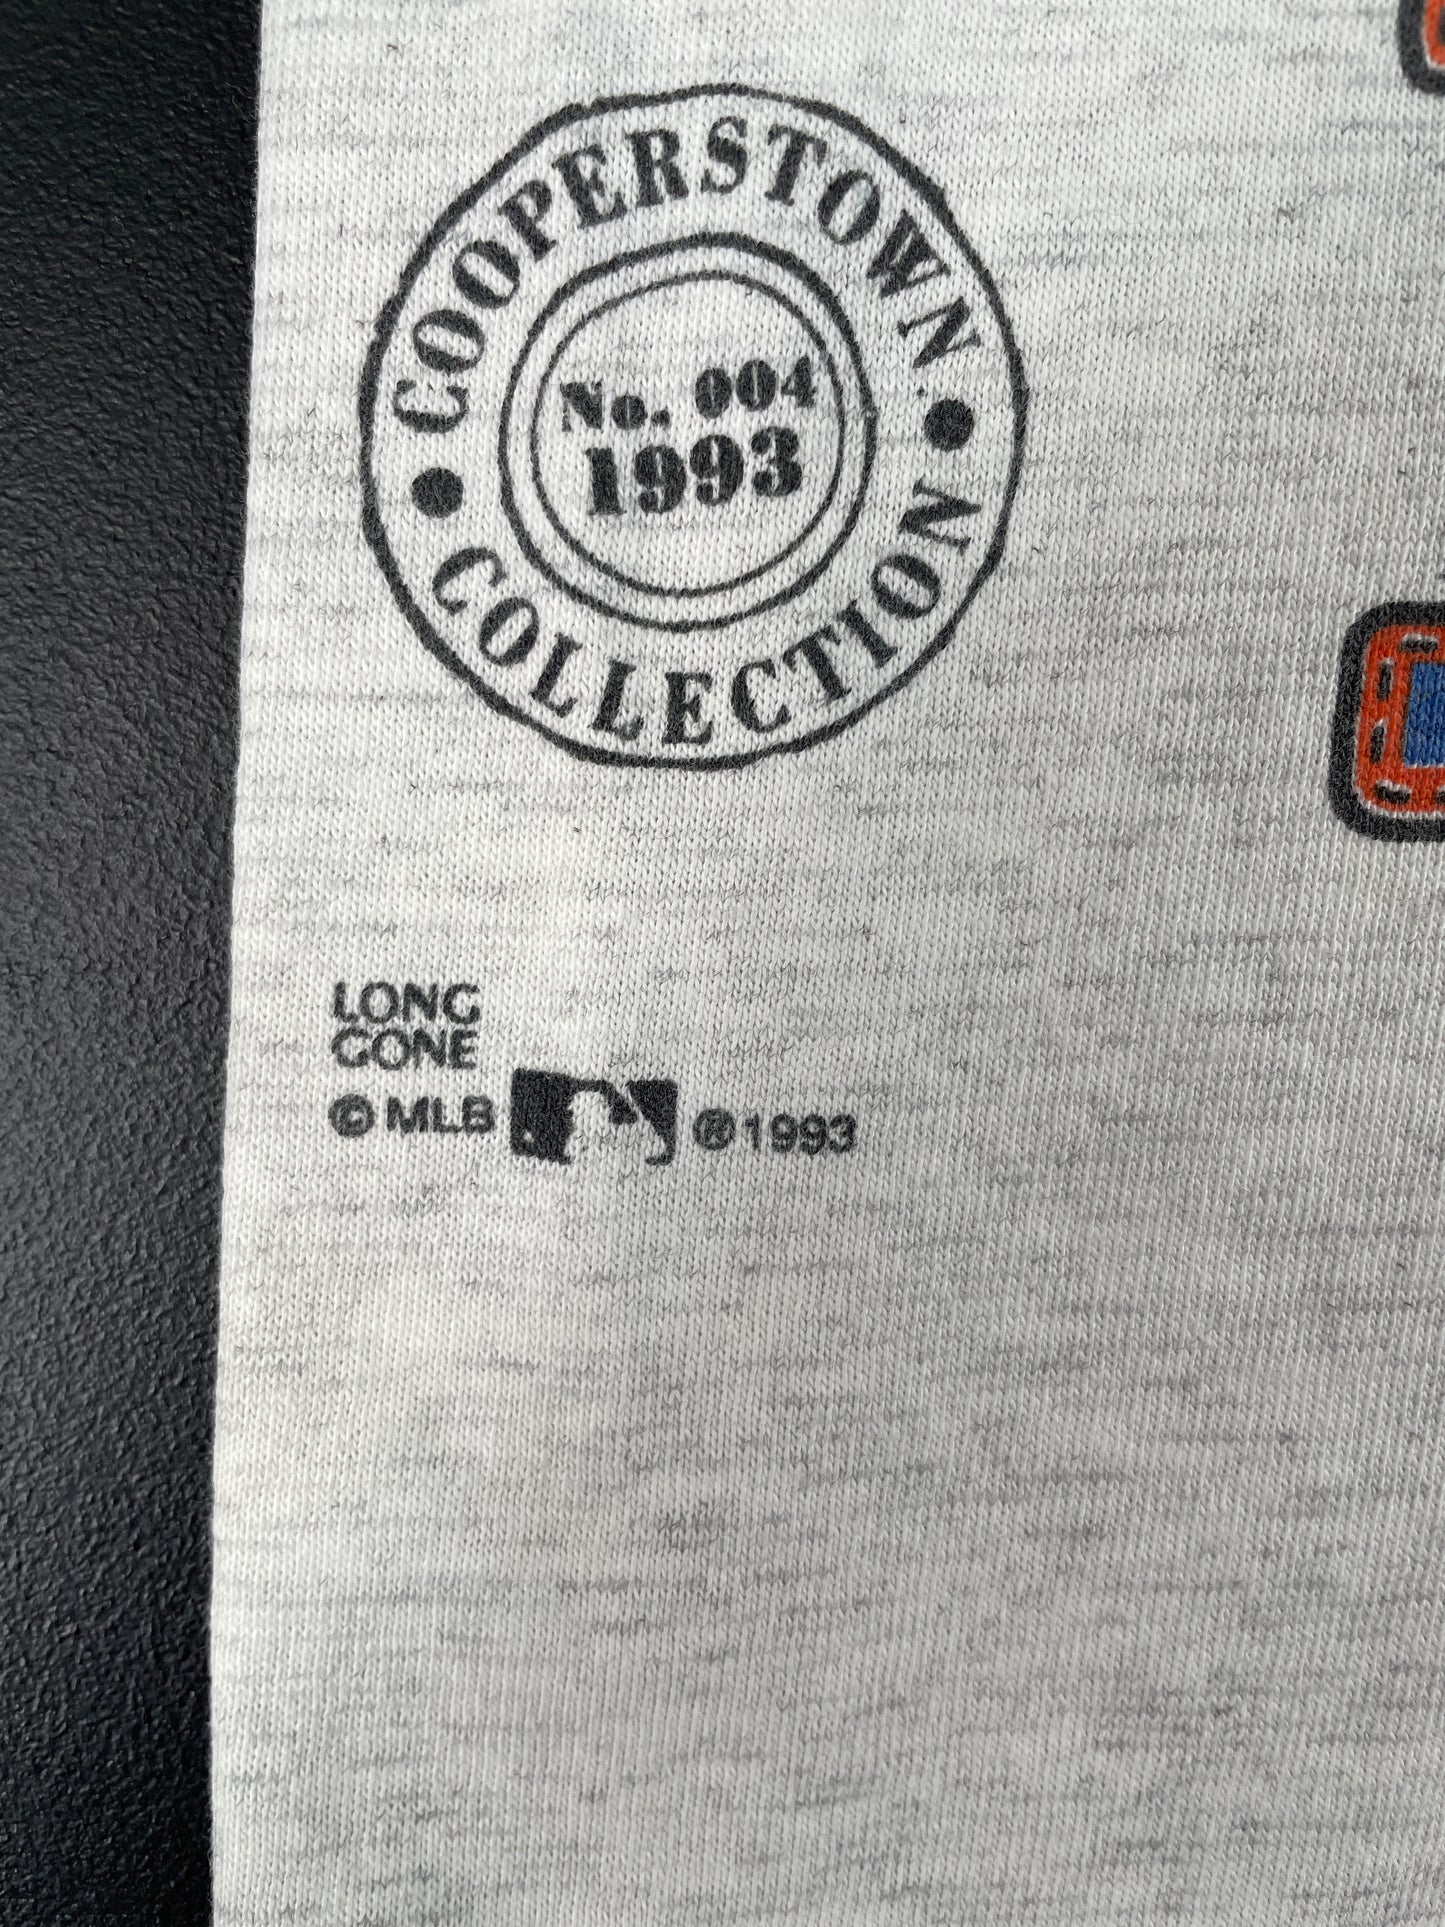 COOPERSTOWN
No. 004
1993
COLLECTION
LONG
GONE
© MLB ® 1993